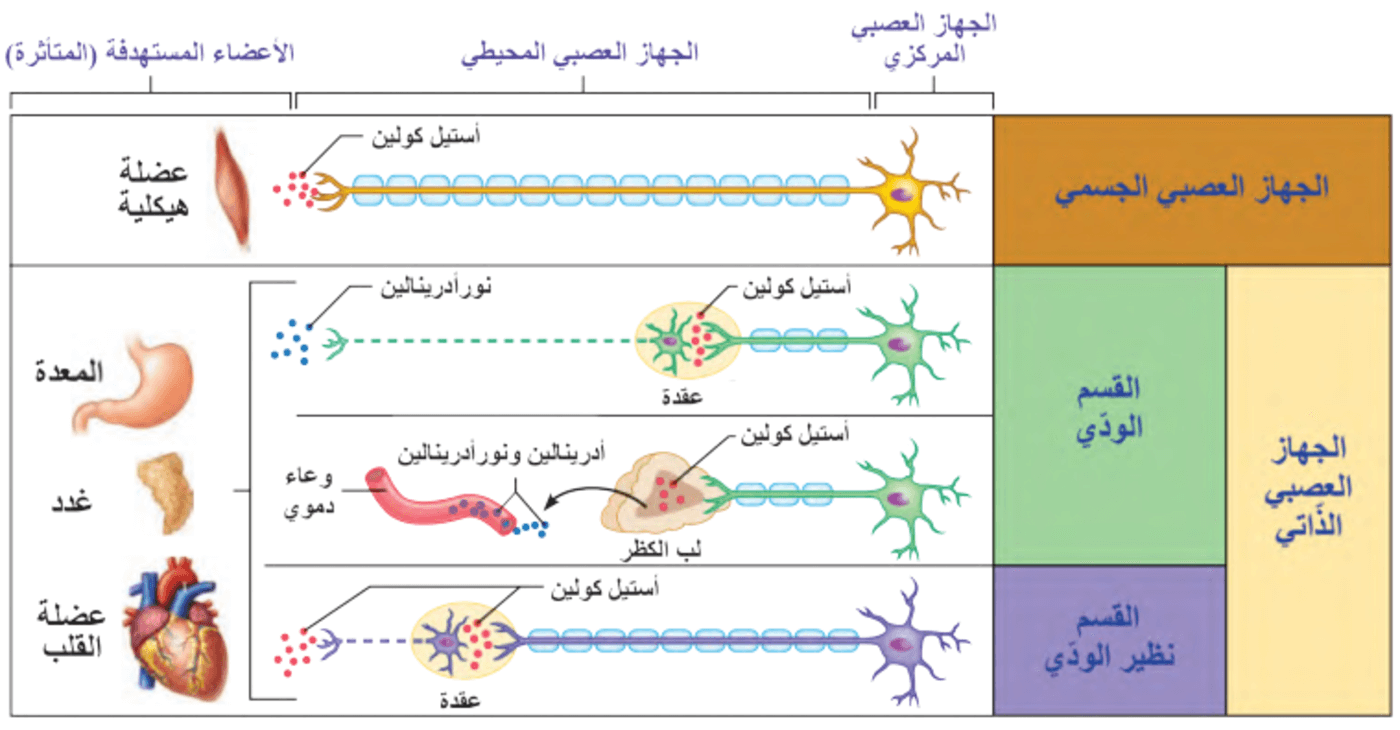 الجهاز العصبي
المركزي
الجهاز العصبي المحيطي
الأعضاء المستهدفة (المتأثرة)
الجهاز العصبي الجسمي
أستيل كولين
عضلة
هيكلية
الجهاز
العصبي
الذّاتي
القسم
الودّي
أستيل كولين
نورأدرينالين
عقدة
المعدة
أستيل كولين
أدرينالين ونورأدرينالين
وعاء
دموي
لب الكظر
غدد
القسم
نظير الودّي
أستيل كولين
عقدة
عضلة
القلب